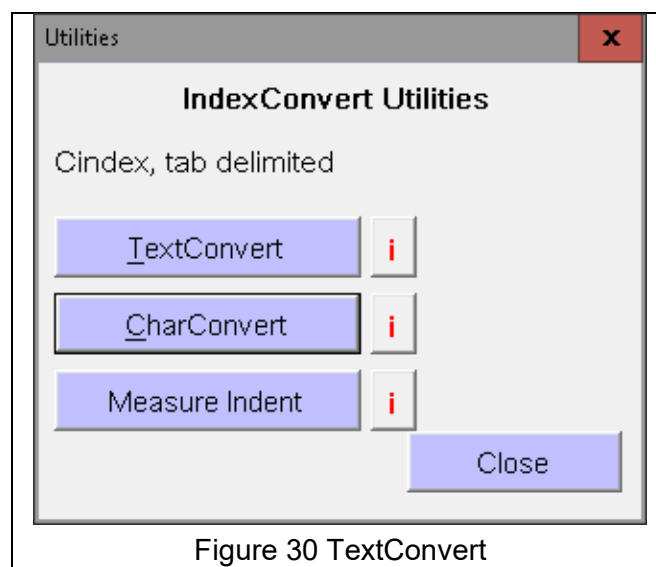 Utilities x
IndexConvert Utilities
Cindex, tab delimited
TextConvert i
CharConvert i
Measure Indent i
Close
Figure 30 TextConvert